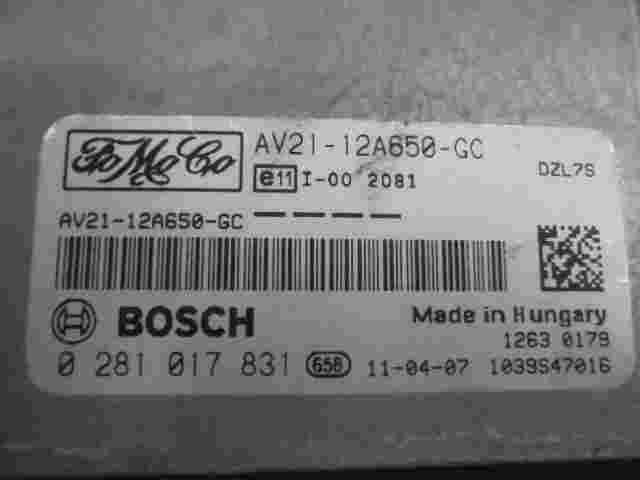 FoMoCo AV21-12A650-GC DZL7S
e11 I-00 2081
AV21-12A650-GC — — — —
BOSCH Made in Hungary
1263 0179
0 281 017 831 658 11-04-07 1039S47016